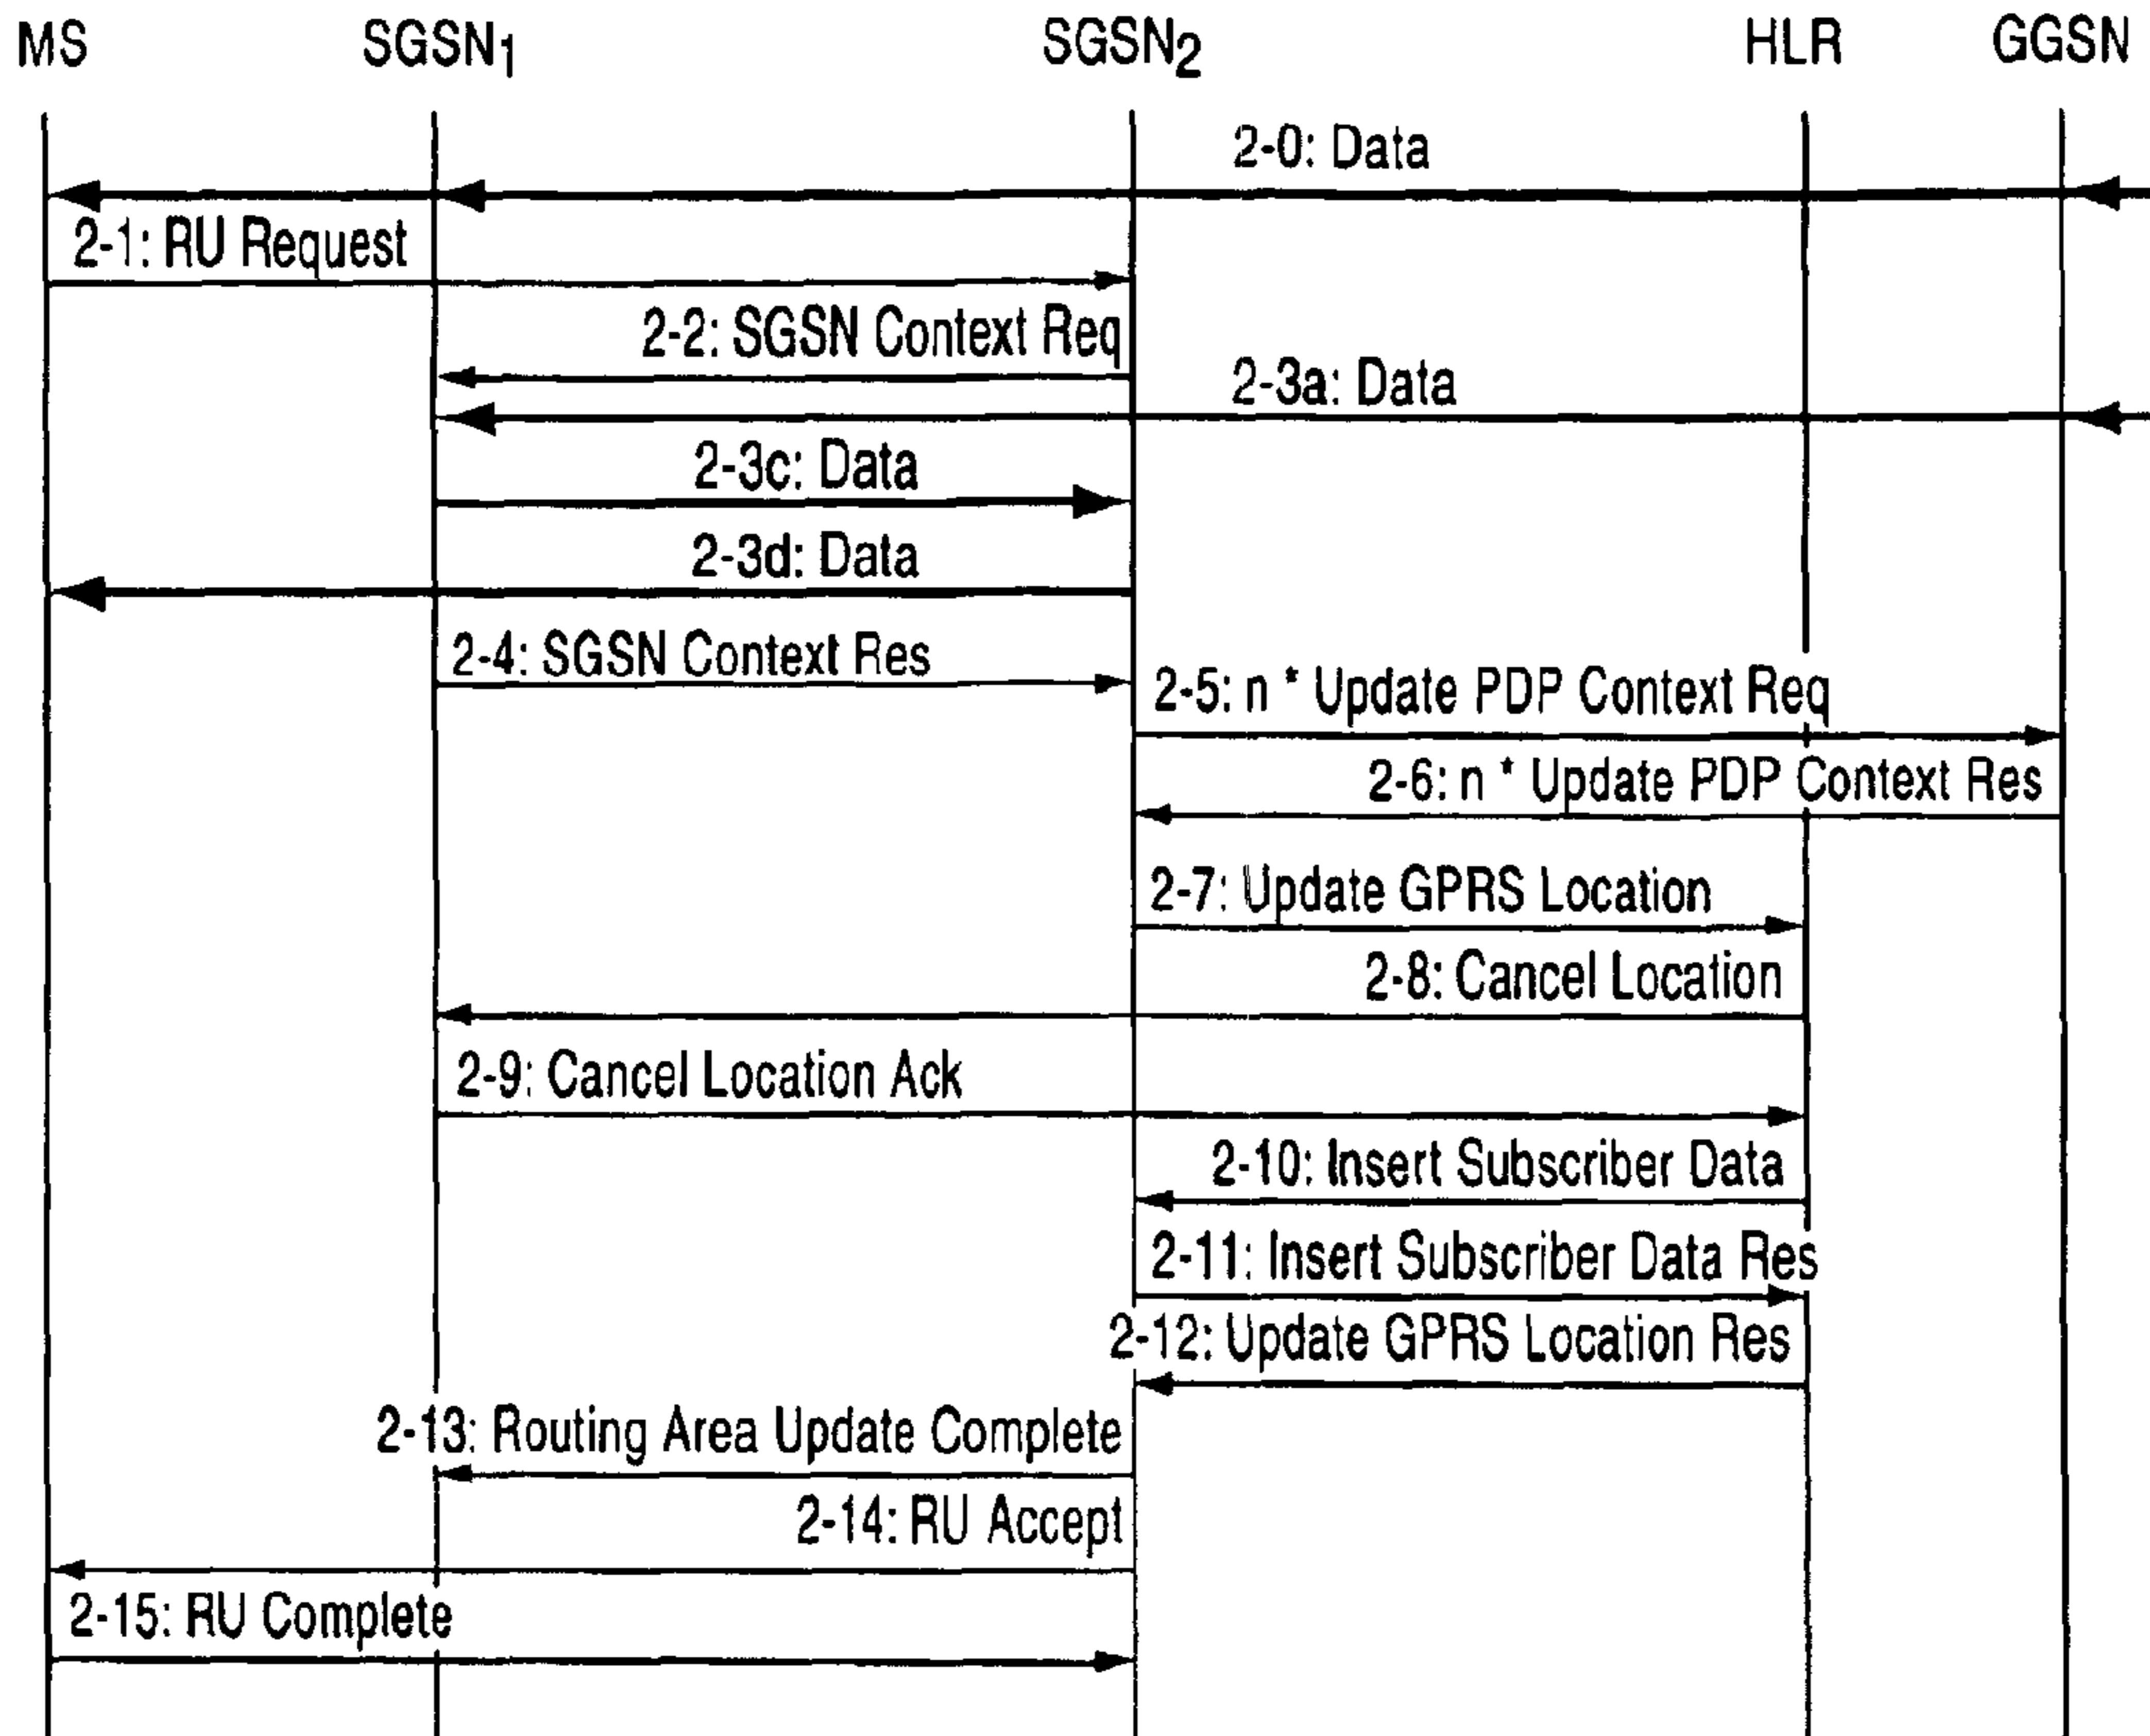 MS SGSN1 SGSN2 HLR GGSN
2-0: Data
2-1: RU Request
2-2: SGSN Context Req
2-3a: Data
2-3c: Data
2-3d: Data
2-4: SGSN Context Res
2-5: n * Update PDP Context Req
2-6: n * Update PDP Context Res
2-7: Update GPRS Location
2-8: Cancel Location
2-9: Cancel Location Ack
2-10: Insert Subscriber Data
2-11: Insert Subscriber Data Res
2-12: Update GPRS Location Res
2-13: Routing Area Update Complete
2-14: RU Accept
2-15: RU Complete